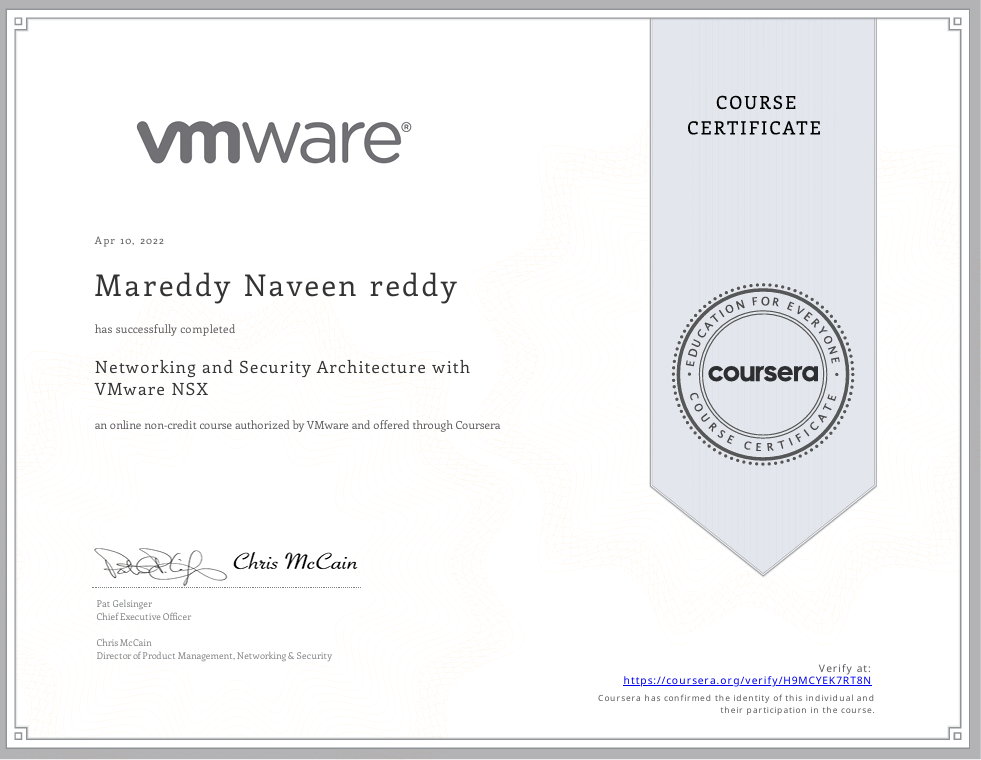 COURSE
CERTIFICATE
vmware®
Apr 10, 2022
Mareddy Naveen reddy
has successfully completed
Networking and Security Architecture with
VMware NSX
an online non-credit course authorized by VMware and offered through Coursera
EDUCATION FOR EVERYONE
coursera
COURSE CERTIFICATE
Chris McCain
Pat Gelsinger
Chief Executive Officer
Chris McCain
Director of Product Management, Networking & Security
Verify at:
https://coursera.org/verify/H9MCYEK7RT8N
Coursera has confirmed the identity of this individual and
their participation in the course.